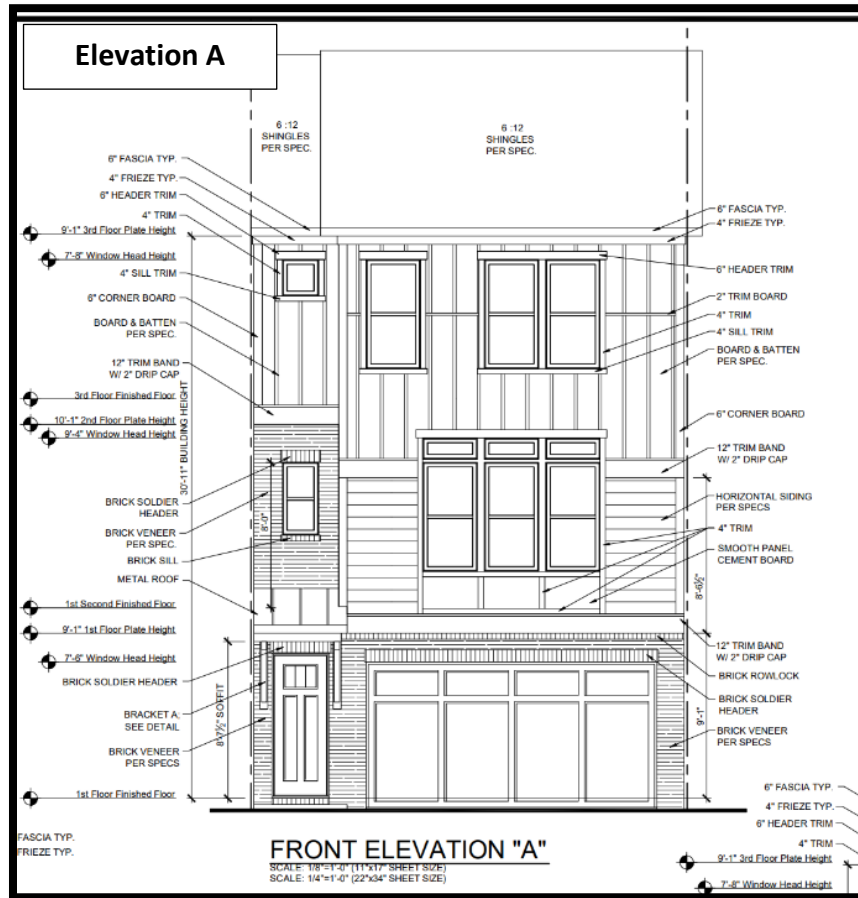 Elevation A
6 :12
SHINGLES
PER SPEC.
6 :12
SHINGLES
PER SPEC.
6" FASCIA TYP.
4" FRIEZE TYP.
6" HEADER TRIM
4" TRIM
9'-1" 3rd Floor Plate Height
7'-8" Window Head Height
4" SILL TRIM
6" CORNER BOARD
BOARD & BATTEN
PER SPEC.
12" TRIM BAND
W/ 2" DRIP CAP
3rd Floor Finished Floor
10'-1" 2nd Floor Plate Height
9'-4" Window Head Height
30'-11" BUILDING HEIGHT
BRICK SOLDIER
HEADER
8'-0"
BRICK VENEER
PER SPEC.
BRICK SILL
METAL ROOF
1st Second Finished Floor
9'-1" 1st Floor Plate Height
7'-6" Window Head Height
BRICK SOLDIER HEADER
BRACKET A;
SEE DETAIL
8'-7½" SOFFIT
BRICK VENEER
PER SPECS
1st Floor Finished Floor
6" FASCIA TYP.
4" FRIEZE TYP.
6" HEADER TRIM
2" TRIM BOARD
4" TRIM
4" SILL TRIM
BOARD & BATTEN
PER SPEC.
6" CORNER BOARD
12" TRIM BAND
W/ 2" DRIP CAP
HORIZONTAL SIDING
PER SPECS
4" TRIM
SMOOTH PANEL
CEMENT BOARD
8'-6½"
12" TRIM BAND
W/ 2" DRIP CAP
BRICK ROWLOCK
BRICK SOLDIER
HEADER
9'-1"
BRICK VENEER
PER SPECS
FASCIA TYP.
FRIEZE TYP.
FRONT ELEVATION "A"
SCALE: 1/8"=1'-0" (11"x17" SHEET SIZE)
SCALE: 1/4"=1'-0" (22"x34" SHEET SIZE)
6" FASCIA TYP.
4" FRIEZE TYP.
6" HEADER TRIM
4" TRIM
9'-1" 3rd Floor Plate Height
7'-8" Window Head Height